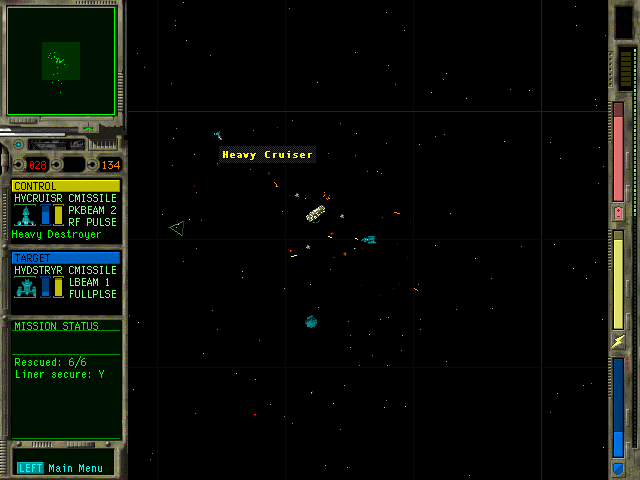 Heavy Cruiser
028
134
CONTROL
HVCRUISR CMISSILE
PKBEAM 2
RF PULSE
Heavy Destroyer
TARGET
HVDSTRYR CMISSILE
LBEAM 1
FULLPLSE
MISSION STATUS
Rescued: 6/6
Liner secure: Y
LEFT Main Menu